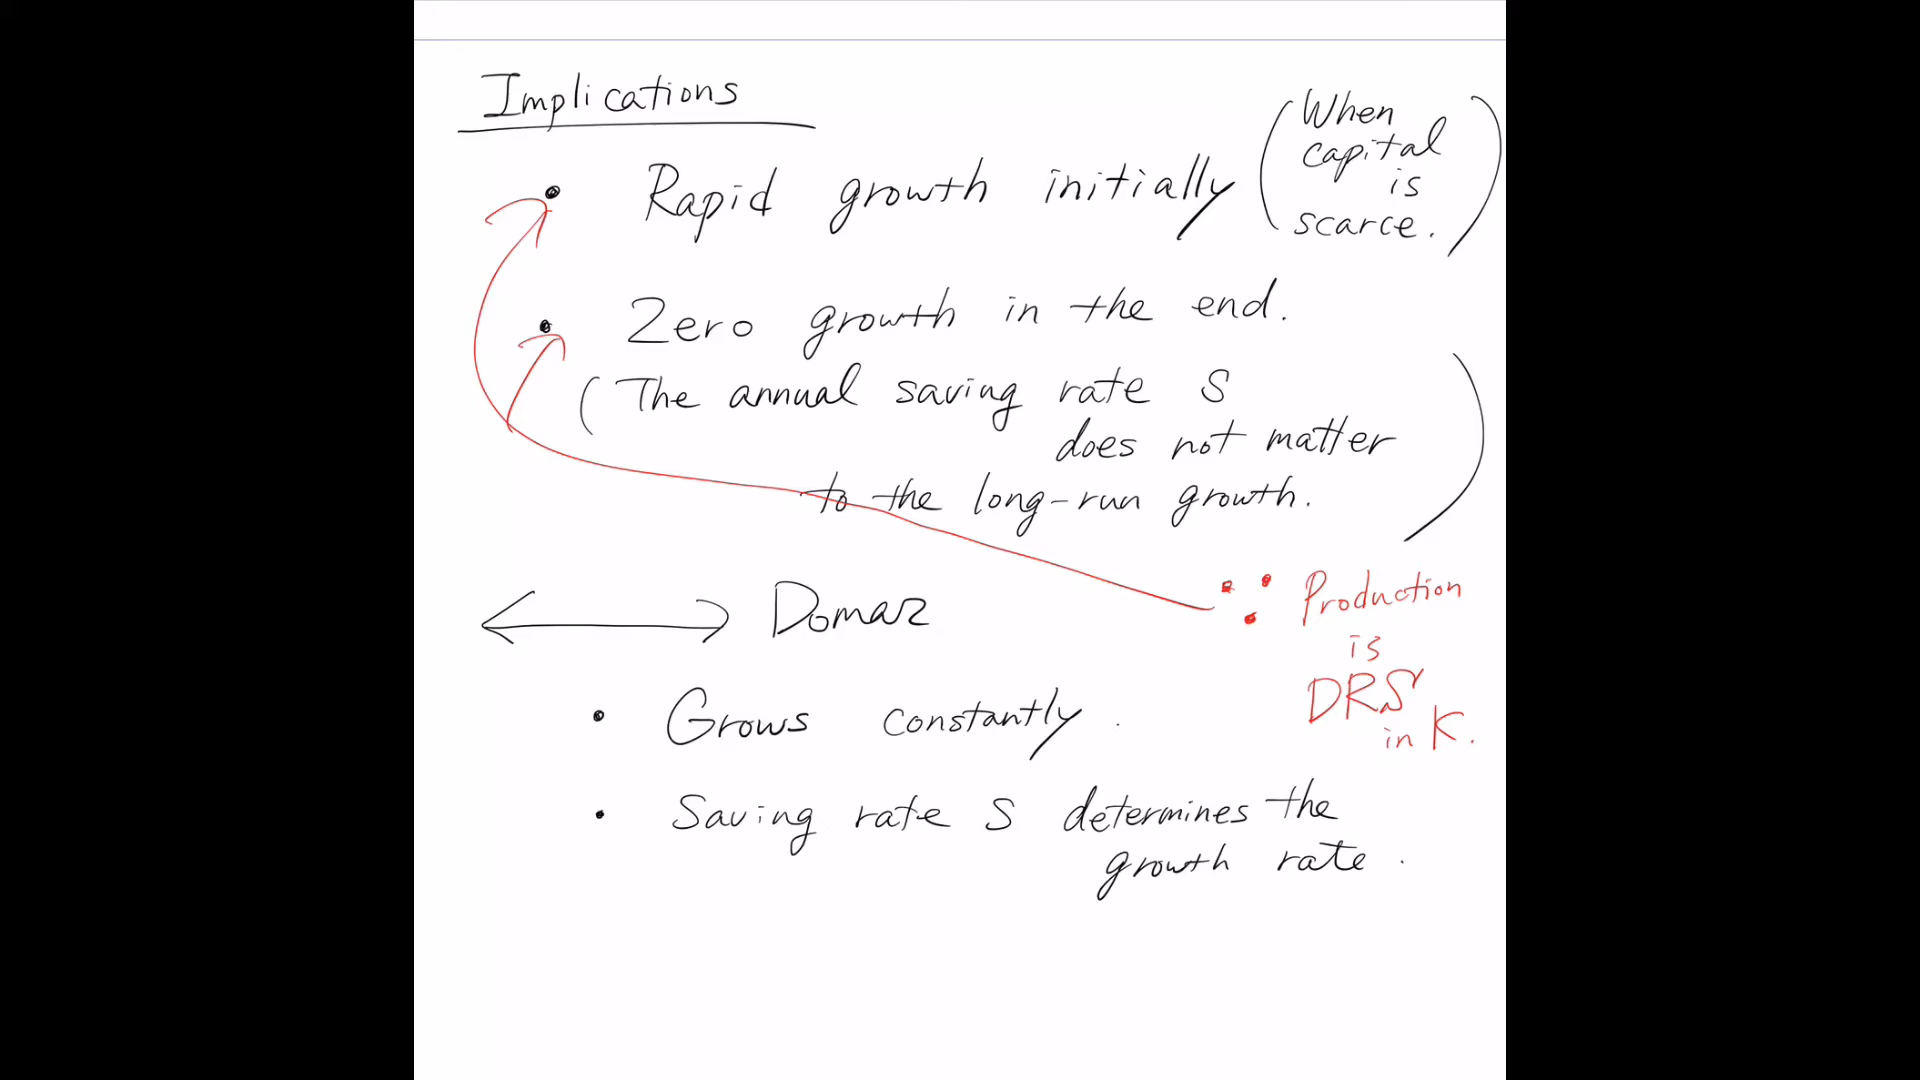 Implications
• Rapid growth initially (When capital is scarce.)
• Zero growth in the end.
(The annual saving rate S
does not matter
to the long-run growth.)
∵ Production
is
DRS
in K.
↔ Domar
• Grows constantly.
• Saving rate S determines the
growth rate.